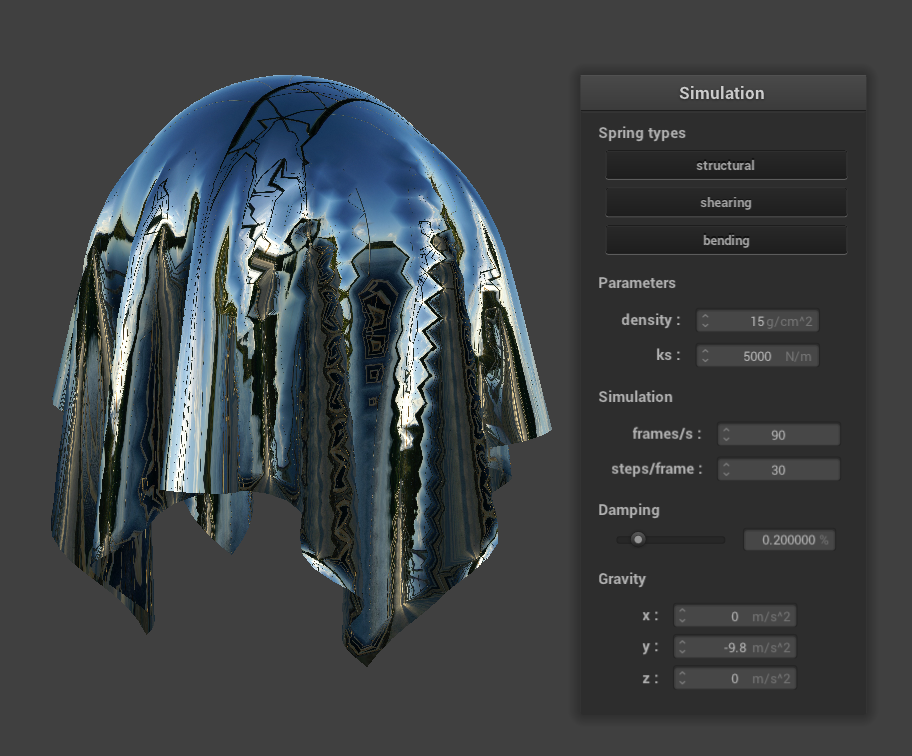 Simulation
Spring types
structural
shearing
bending
Parameters
density : 15 g/cm^2
ks : 5000 N/m
Simulation
frames/s : 90
steps/frame : 30
Damping
0.200000 %
Gravity
x : 0 m/s^2
y : -9.8 m/s^2
z : 0 m/s^2